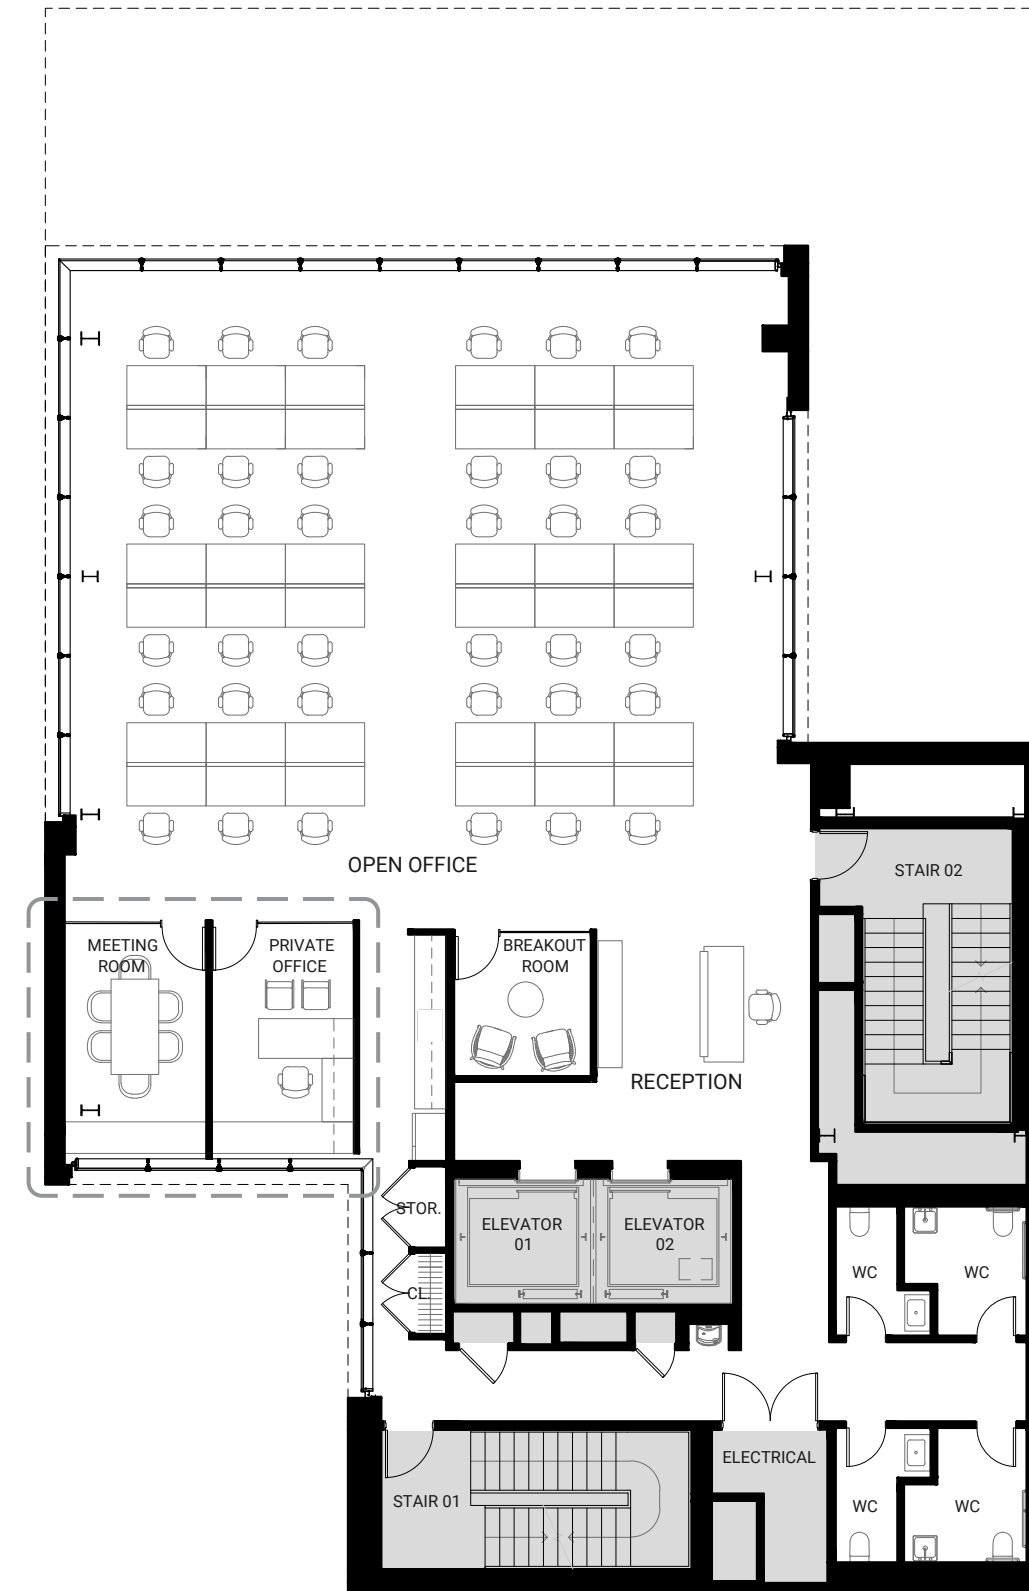 OPEN OFFICE
STAIR 02
MEETING
ROOM
PRIVATE
OFFICE
BREAKOUT
ROOM
RECEPTION
STOR.
ELEVATOR
01
ELEVATOR
02
CL.
WC
WC
ELECTRICAL
STAIR 01
WC
WC